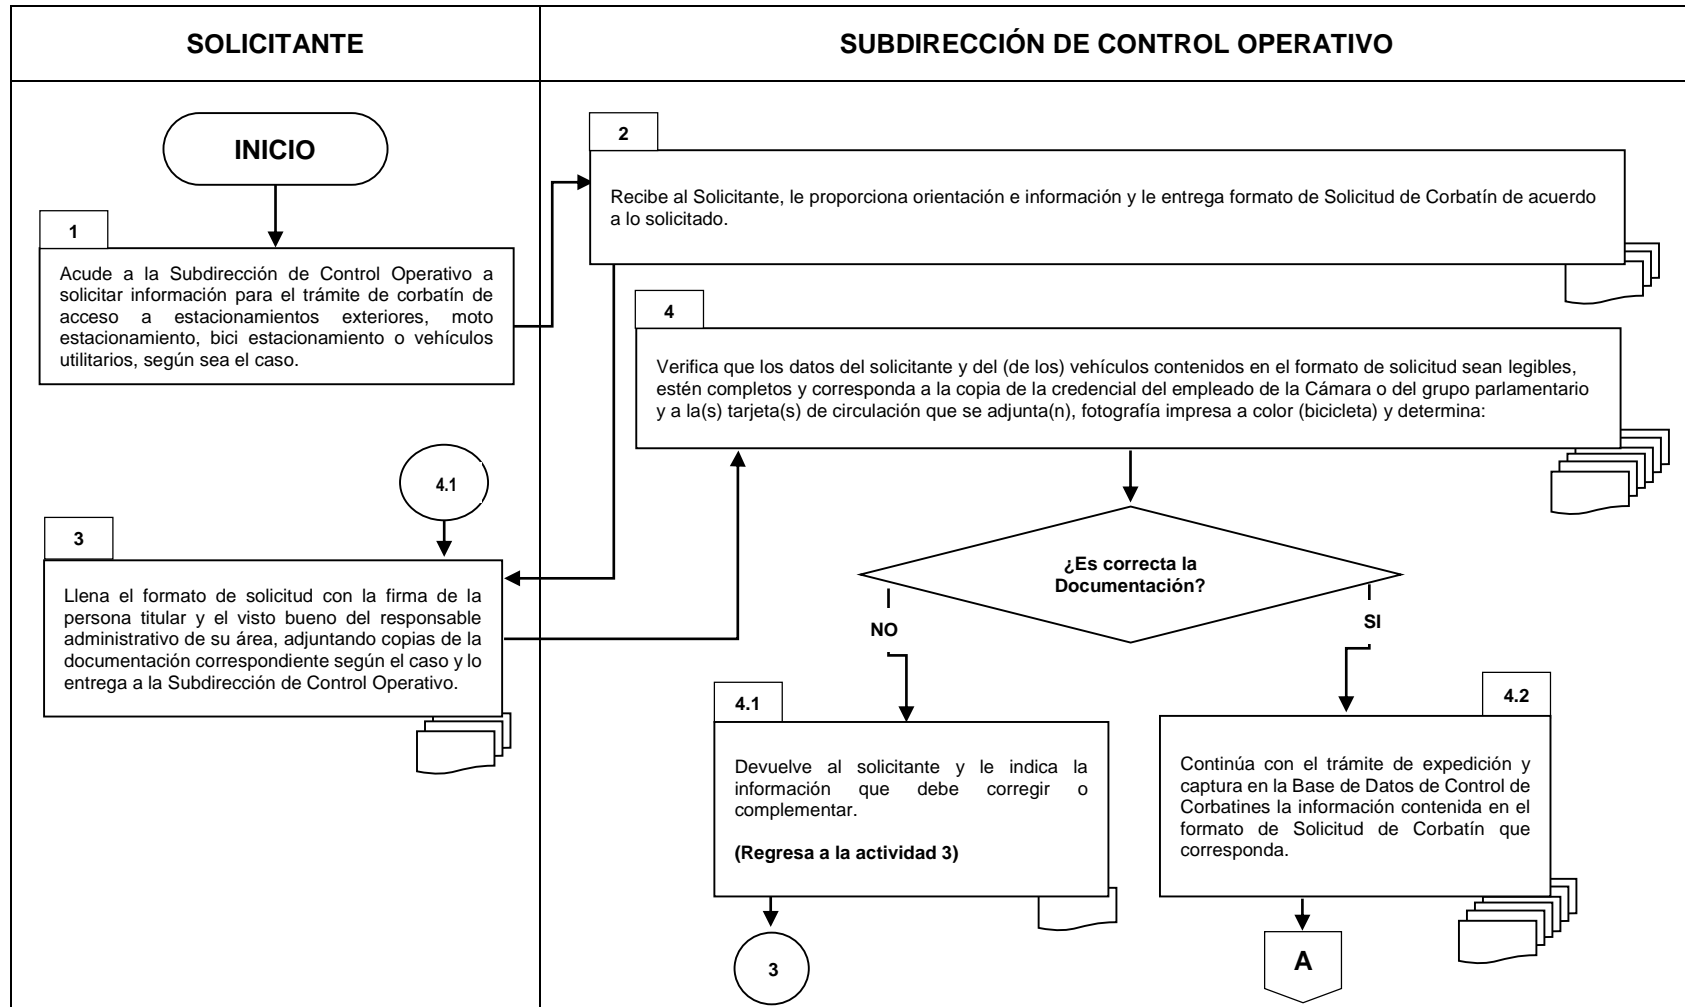 SOLICITANTE
SUBDIRECCIÓN DE CONTROL OPERATIVO
INICIO
1
Acude a la Subdirección de Control Operativo a
solicitar información para el trámite de corbatín de
acceso a estacionamientos exteriores, moto
estacionamiento, bici estacionamiento o vehículos
utilitarios, según sea el caso.
2
Recibe al Solicitante, le proporciona orientación e información y le entrega formato de Solicitud de Corbatín de acuerdo
a lo solicitado.
4.1
3
Llena el formato de solicitud con la firma de la
persona titular y el visto bueno del responsable
administrativo de su área, adjuntando copias de la
documentación correspondiente según el caso y lo
entrega a la Subdirección de Control Operativo.
4
Verifica que los datos del solicitante y del (de los) vehículos contenidos en el formato de solicitud sean legibles,
estén completos y corresponda a la copia de la credencial del empleado de la Cámara o del grupo parlamentario
y a la(s) tarjeta(s) de circulación que se adjunta(n), fotografía impresa a color (bicicleta) y determina:
¿Es correcta la
Documentación?
NO
SI
4.1
Devuelve al solicitante y le indica la
información que debe corregir o
complementar.
(Regresa a la actividad 3)
3
4.2
Continúa con el trámite de expedición y
captura en la Base de Datos de Control de
Corbatines la información contenida en el
formato de Solicitud de Corbatín que
corresponda.
A